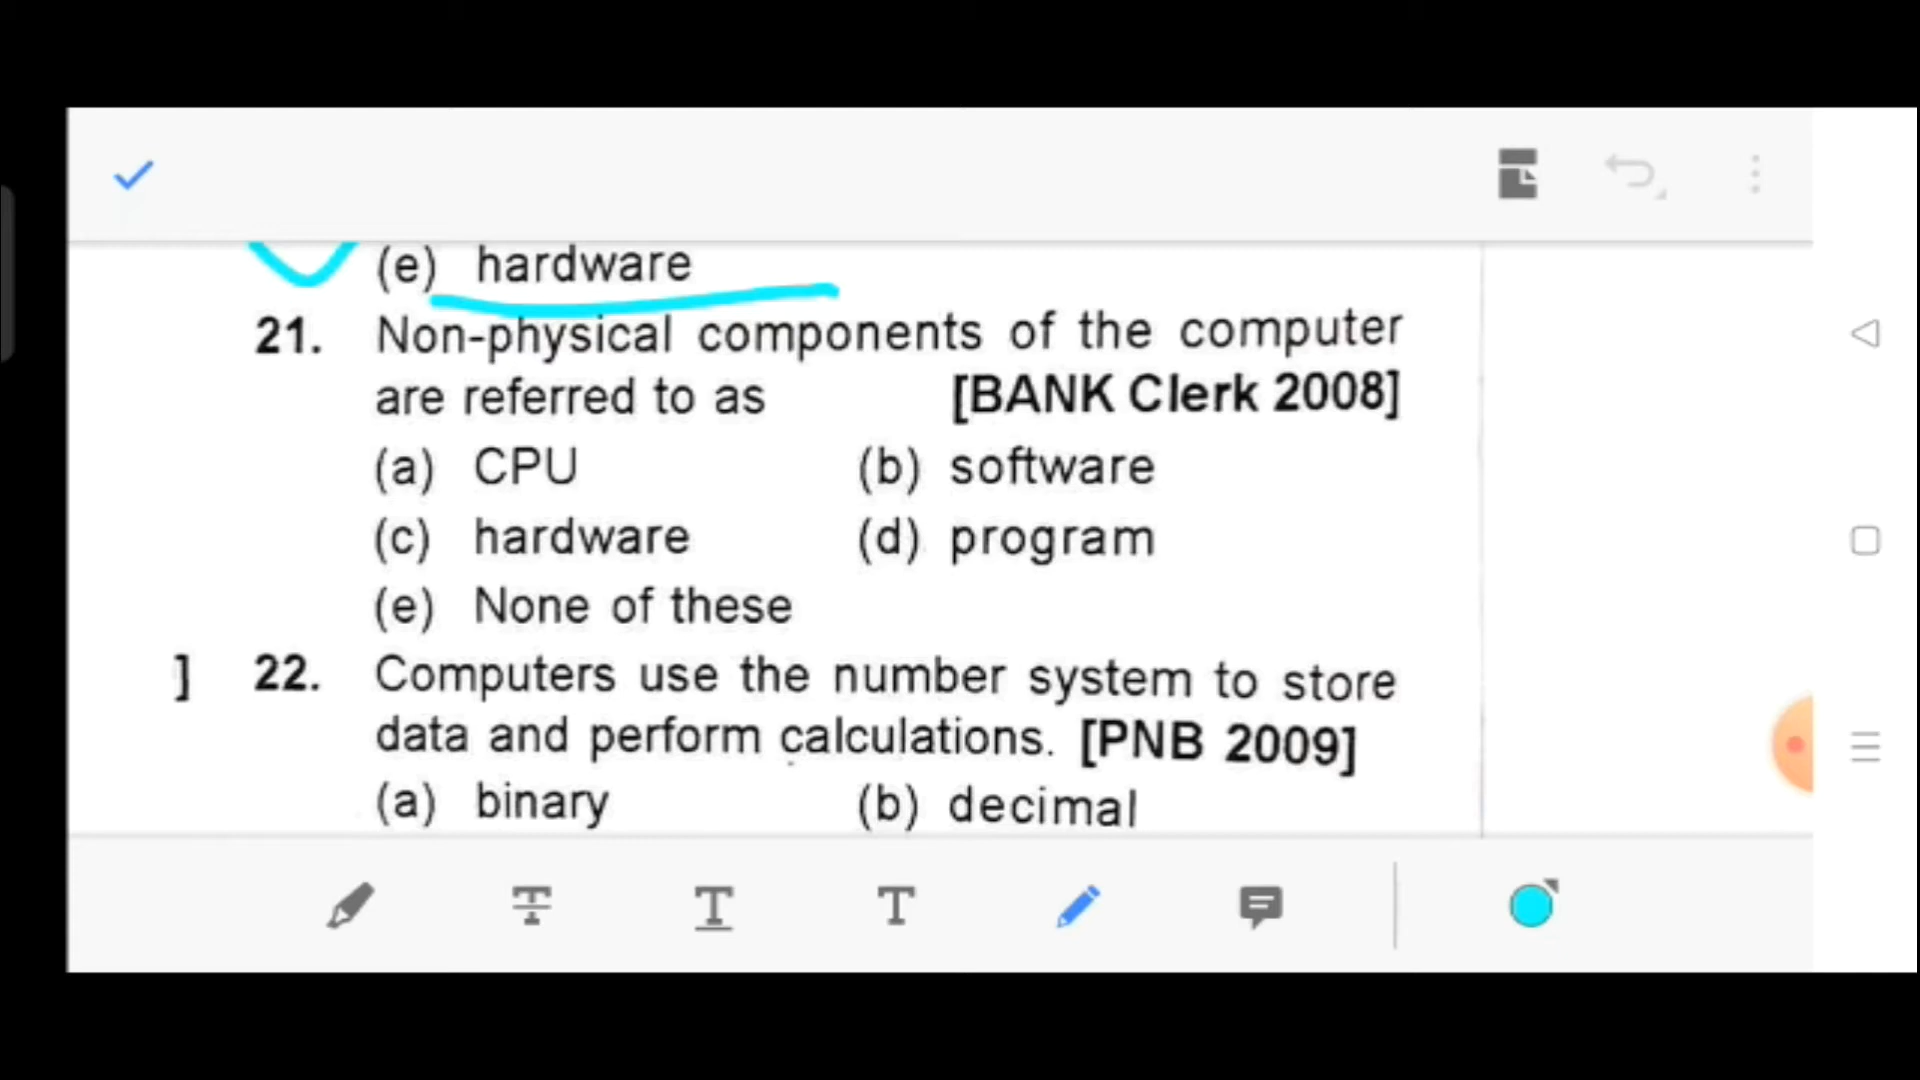 (e) hardware
21. Non-physical components of the computer
are referred to as [BANK Clerk 2008]
(a) CPU (b) software
(c) hardware (d) program
(e) None of these
] 22. Computers use the number system to store
data and perform calculations. [PNB 2009]
(a) binary (b) decimal